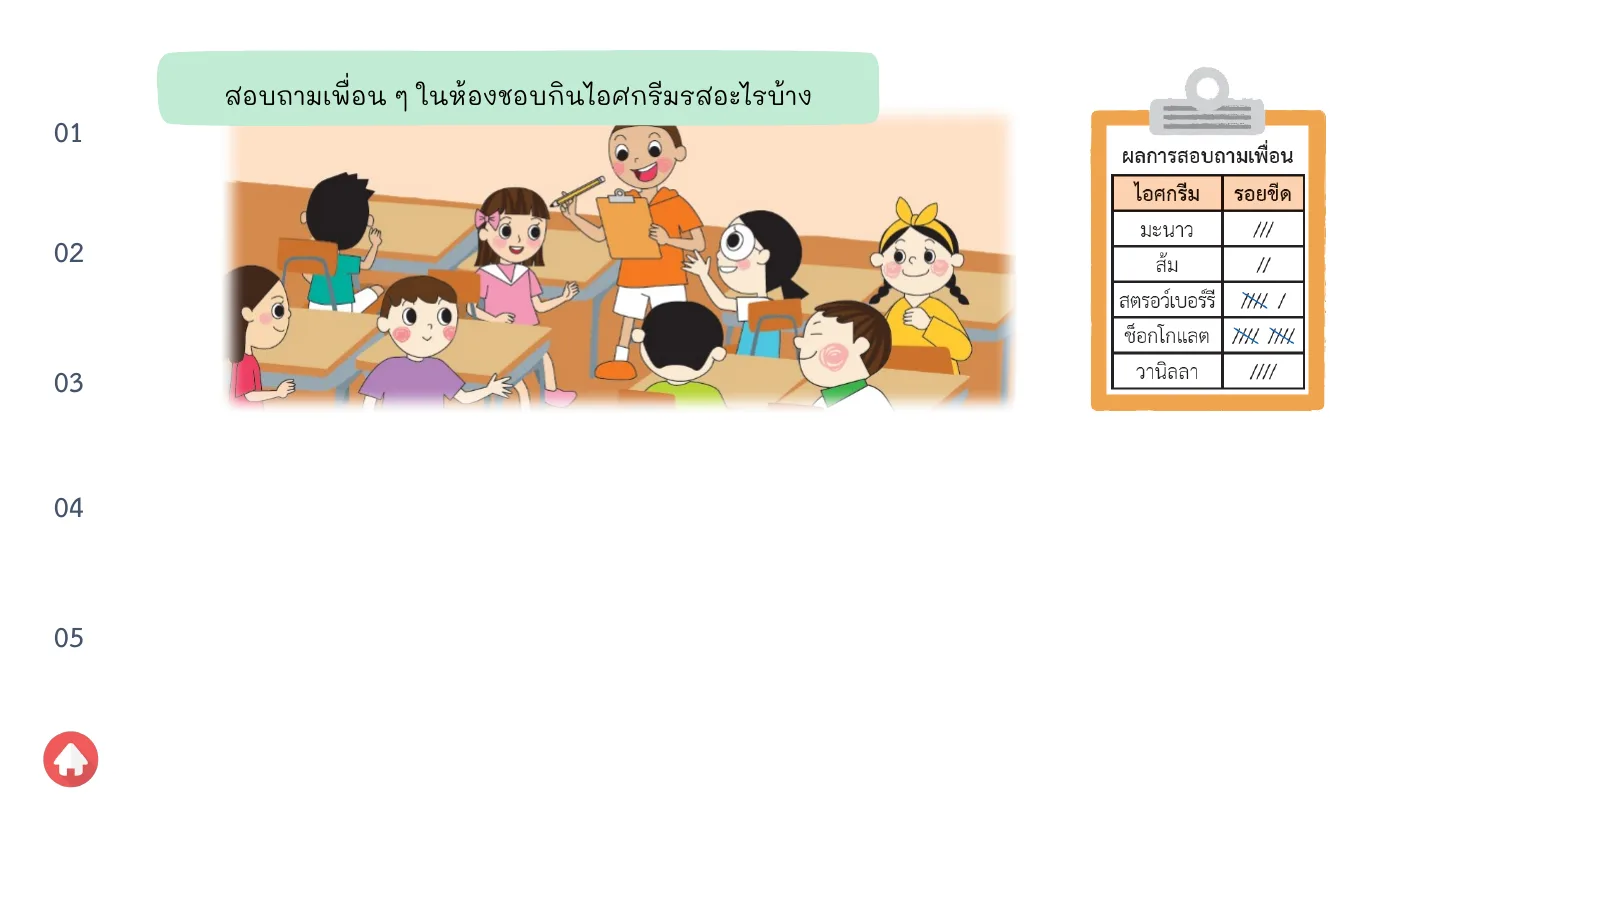 สอบถามเพื่อน ๆ ในห้องชอบกินไอศกรีมรสอะไรบ้าง
01
02
03
04
05
ผลการสอบถามเพื่อน
ไอศกรีม รอยขีด
มะนาว ///
ส้ม //
สตรอว์เบอร์รี //// /
ช็อกโกแลต //// ////
วานิลลา ////